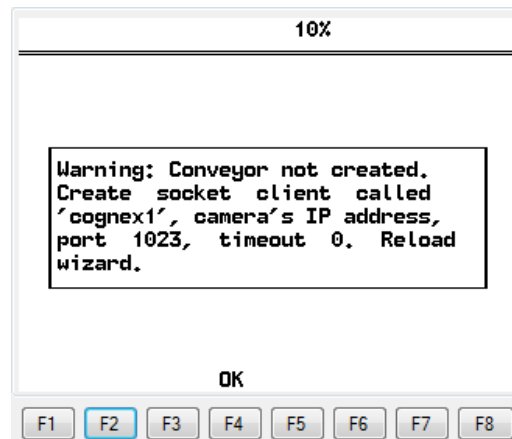 10%
Warning: Conveyor not created.
Create socket client called
'cognex1', camera's IP address,
port 1023, timeout 0. Reload
wizard.
OK
F1 F2 F3 F4 F5 F6 F7 F8